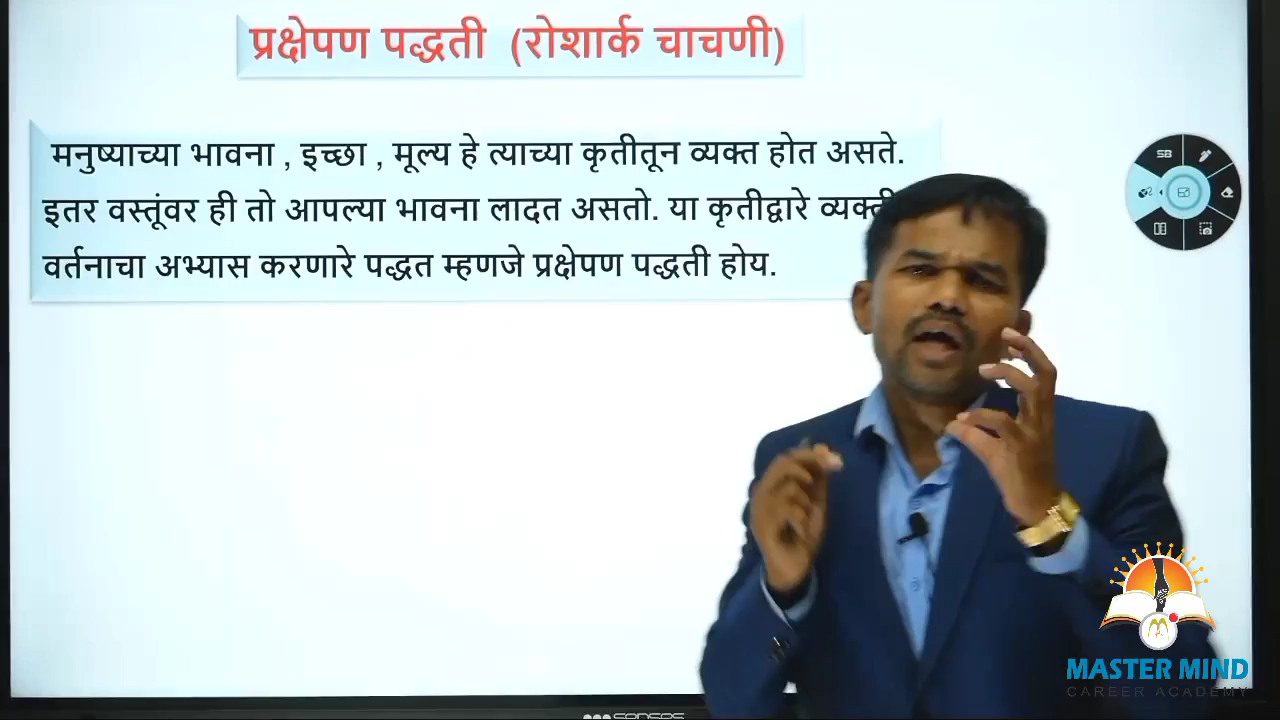 प्रक्षेपण पद्धती (रोशार्क चाचणी)
मनुष्याच्या भावना , इच्छा , मूल्य हे त्याच्या कृतीतून व्यक्त होत असते.
इतर वस्तूंवर ही तो आपल्या भावना लादत असतो. या कृतीद्वारे
वर्तनाचा अभ्यास करणारे पद्धत म्हणजे प्रक्षेपण पद्धती होय.
SB
MASTER MIND
CAREER ACADEMY